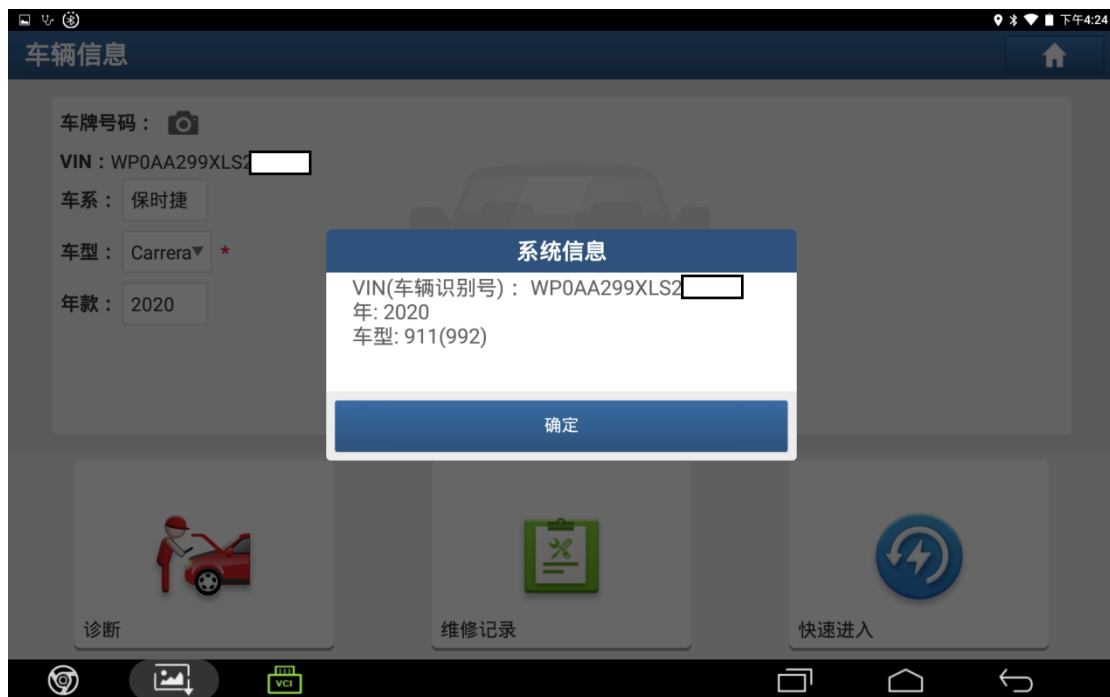 下午4:24
车辆信息
车牌号码：
VIN：WP0AA299XLS2
车系： 保时捷
车型： Carrera▼ *
年款： 2020
系统信息
VIN(车辆识别号)：WP0AA299XLS2
年: 2020
车型: 911(992)
确定
诊断
维修记录
快速进入
VCI